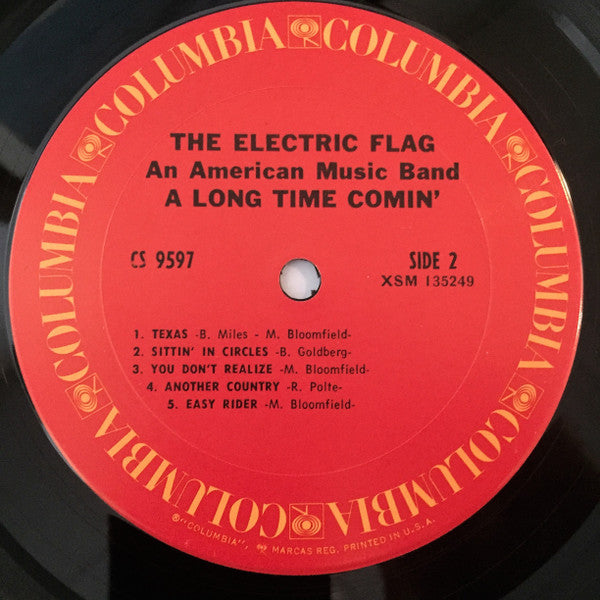 COLUMBIA COLUMBIA COLUMBIA COLUMBIA COLUMBIA COLUMBIA COLUMBIA COLUMBIA
THE ELECTRIC FLAG
An American Music Band
A LONG TIME COMIN'
CS 9597 SIDE 2
XSM 135249
1. TEXAS -B. Miles - M. Bloomfield-
2. SITTIN' IN CIRCLES -B. Goldberg-
3. YOU DON'T REALIZE -M. Bloomfield-
4. ANOTHER COUNTRY -R. Polte-
5. EASY RIDER -M. Bloomfield-
®"COLUMBIA", MARCAS REG. PRINTED IN U.S.A.